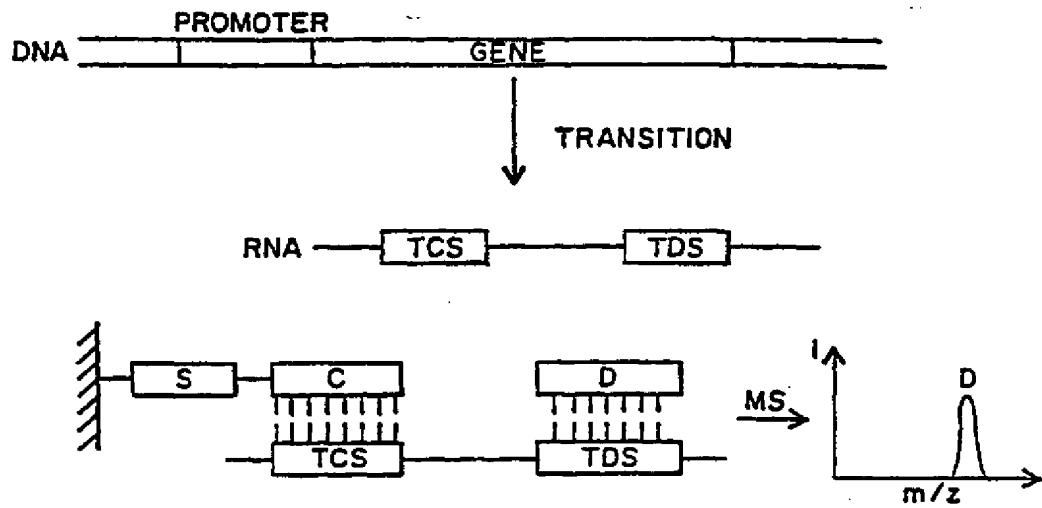 PROMOTER
DNA GENE
TRANSITION
RNA TCS TDS
S C D
TCS TDS
MS
i D
m/z